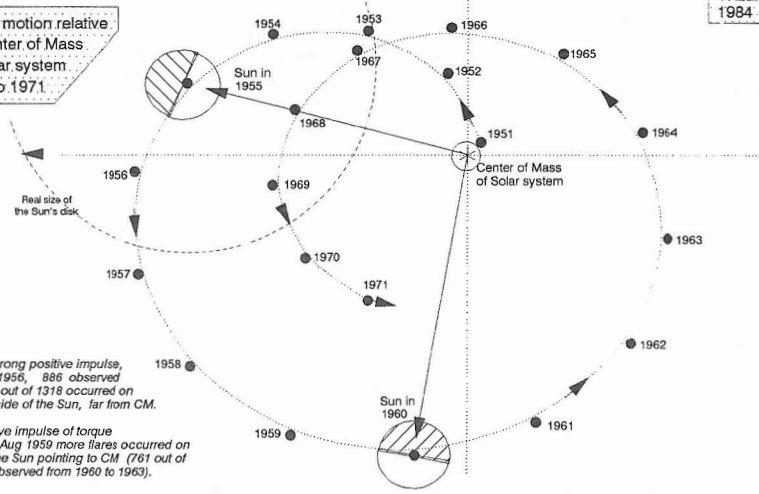 motion relative
nter of Mass
ar system
o 1971
1984
1954
1953
1966
1967
1965
1952
Sun in
1955
1968
1951
1964
Center of Mass
of Solar system
1956
1969
Real size of
the Sun's disk
1963
1970
1957
1971
1962
1958
rong positive impulse,
1956, 886 observed
out of 1318 occurred on
ide of the Sun, far from CM.
Sun in
1960
1961
1959
ve impulse of torque
Aug 1959 more flares occurred on
e Sun pointing to CM (761 out of
bserved from 1960 to 1963).